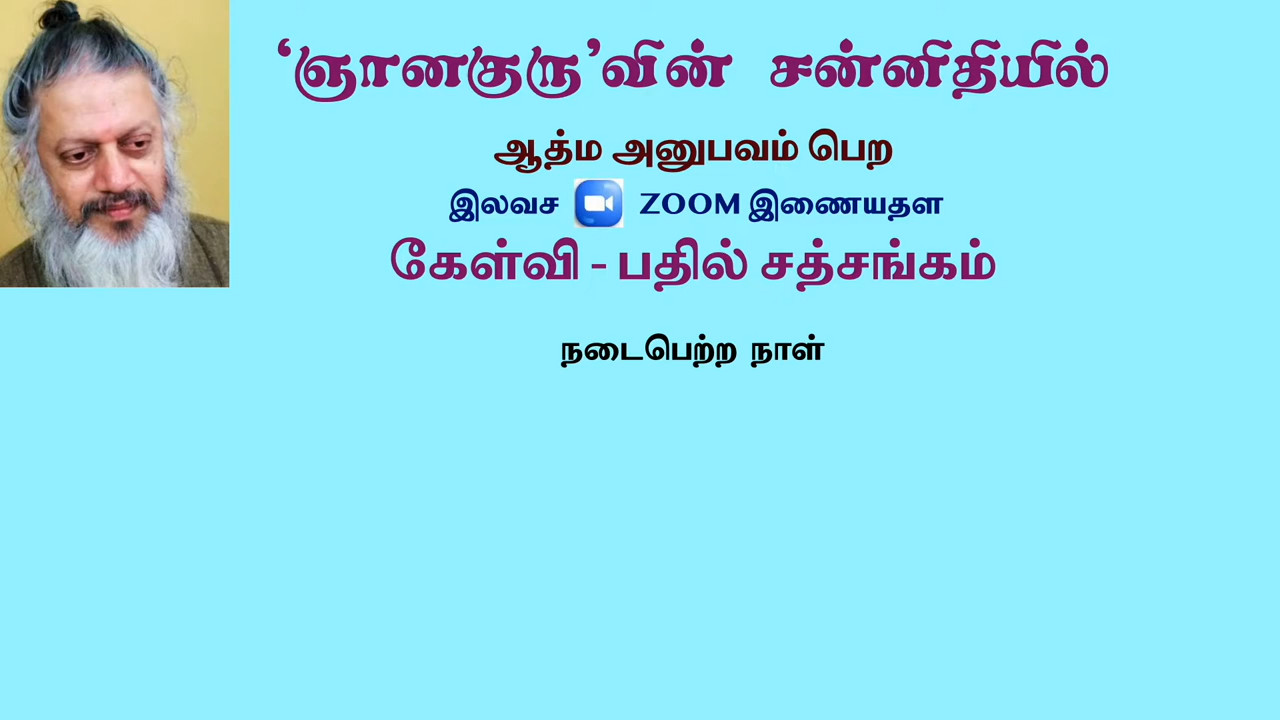 ‘ஞானகுரு’வின் சன்னிதியில்
ஆத்ம அனுபவம் பெற
இலவச ZOOM இணையதள
கேள்வி - பதில் சத்சங்கம்
நடைபெற்ற நாள்